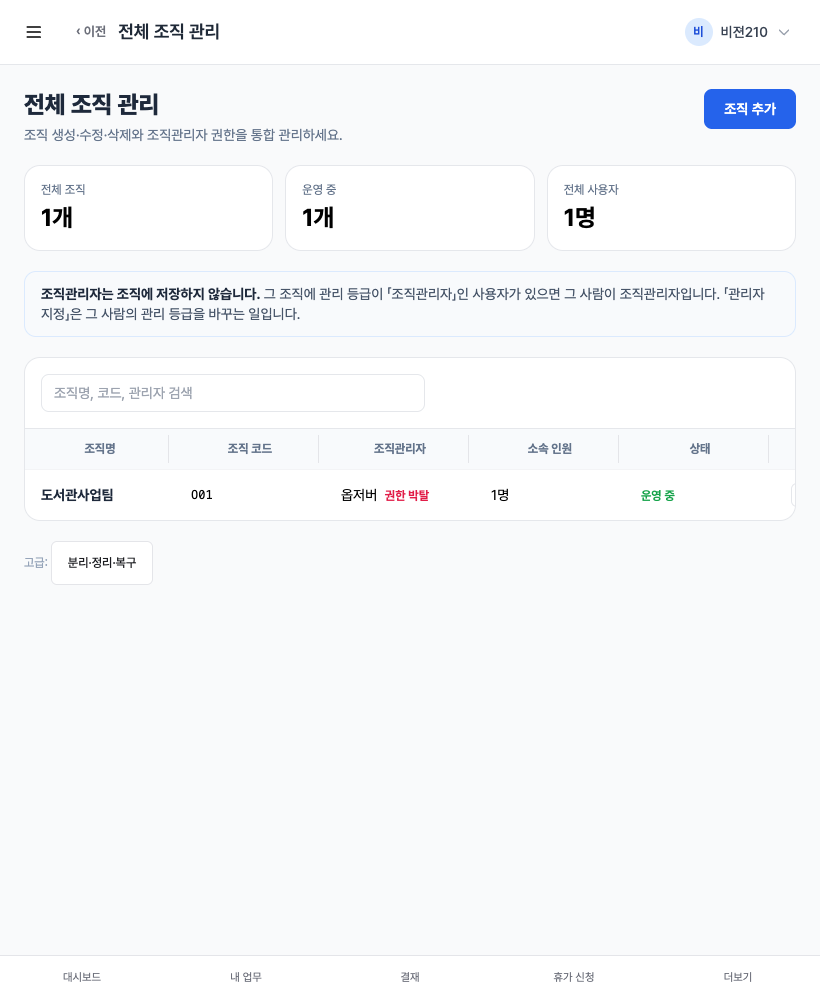 ‹ 이전 전체 조직 관리
비 비젼210
전체 조직 관리
조직 추가
조직 생성·수정·삭제와 조직관리자 권한을 통합 관리하세요.
전체 조직
1개
운영 중
1개
전체 사용자
1명
조직관리자는 조직에 저장하지 않습니다. 그 조직에 관리 등급이 「조직관리자」인 사용자가 있으면 그 사람이 조직관리자입니다. 「관리자
지정」은 그 사람의 관리 등급을 바꾸는 일입니다.
조직명, 코드, 관리자 검색
조직명 조직 코드 조직관리자 소속 인원 상태
도서관사업팀 001 옵저버 권한 박탈 1명 운영 중
고급: 분리·정리·복구
대시보드 내 업무 결재 휴가 신청 더보기